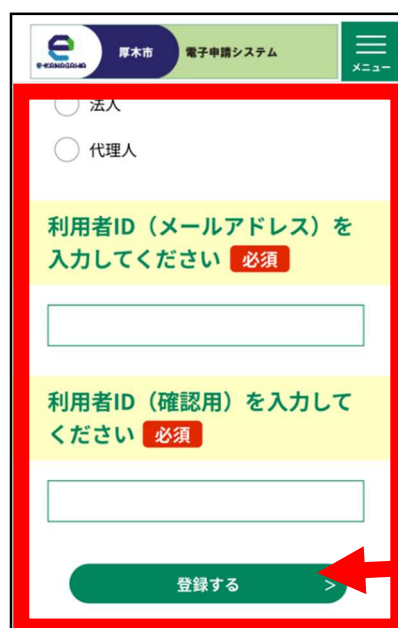 e-KANAGAWA
厚木市
電子申請システム
メニュー
法人
代理人
利用者ID（メールアドレス）を
入力してください 必須
利用者ID（確認用）を入力して
ください 必須
登録する >